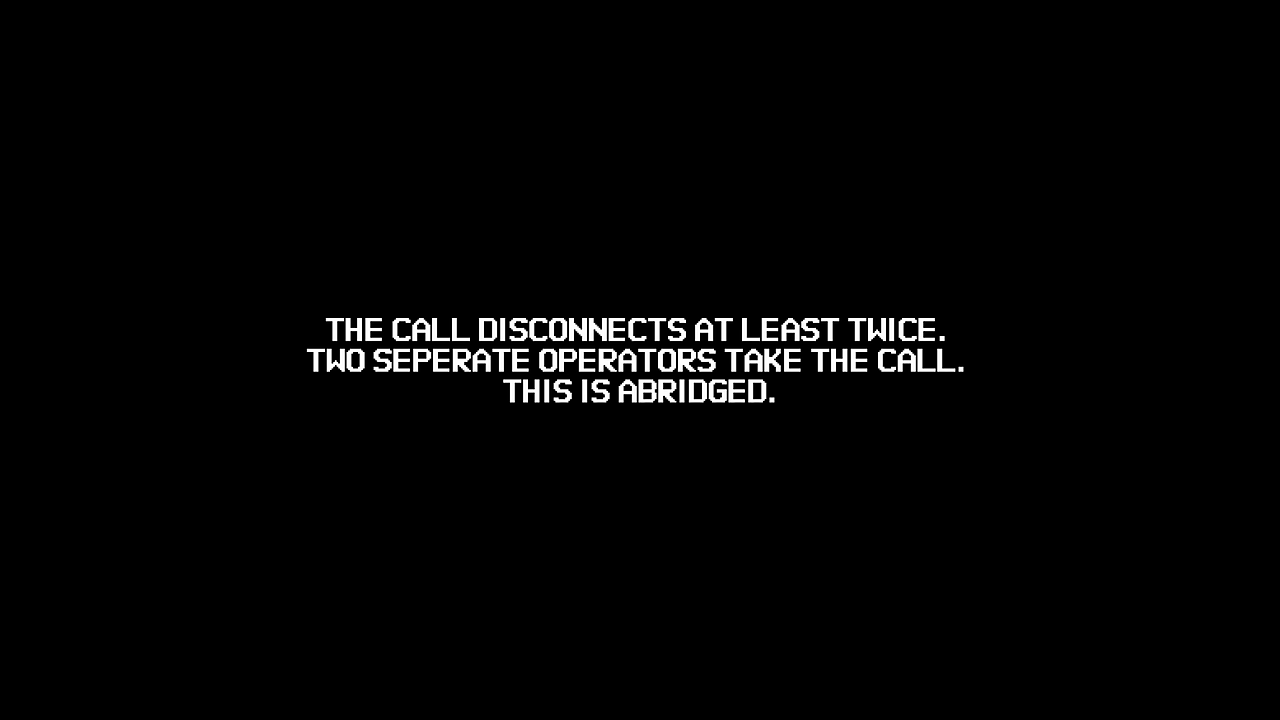 THE CALL DISCONNECTS AT LEAST TWICE.
TWO SEPERATE OPERATORS TAKE THE CALL.
THIS IS ABRIDGED.